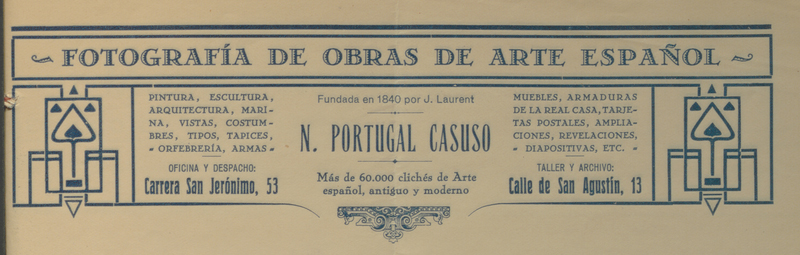 FOTOGRAFÍA DE OBRAS DE ARTE ESPAÑOL
PINTURA, ESCULTURA,
ARQUITECTURA, MARI-
NA, VISTAS, COSTUM-
BRES, TIPOS, TAPICES,
ORFEBRERÍA, ARMAS
OFICINA Y DESPACHO:
Carrera San Jerónimo, 53
Fundada en 1840 por J. Laurent
N. PORTUGAL CASUSO
Más de 60.000 clichés de Arte
español, antiguo y moderno
MUEBLES, ARMADURAS
DE LA REAL CASA, TARJE-
TAS POSTALES, AMPLIA-
CIONES, REVELACIONES,
DIAPOSITIVAS, ETC.
TALLER Y ARCHIVO:
Calle de San Agustín, 13